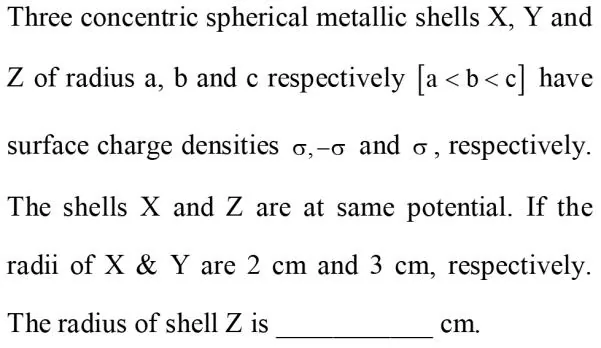 Three concentric spherical metallic shells X, Y and
Z of radius a, b and c respectively [a < b < c] have
surface charge densities σ,−σ and σ, respectively.
The shells X and Z are at same potential. If the
radii of X & Y are 2 cm and 3 cm, respectively.
The radius of shell Z is ____________ cm.